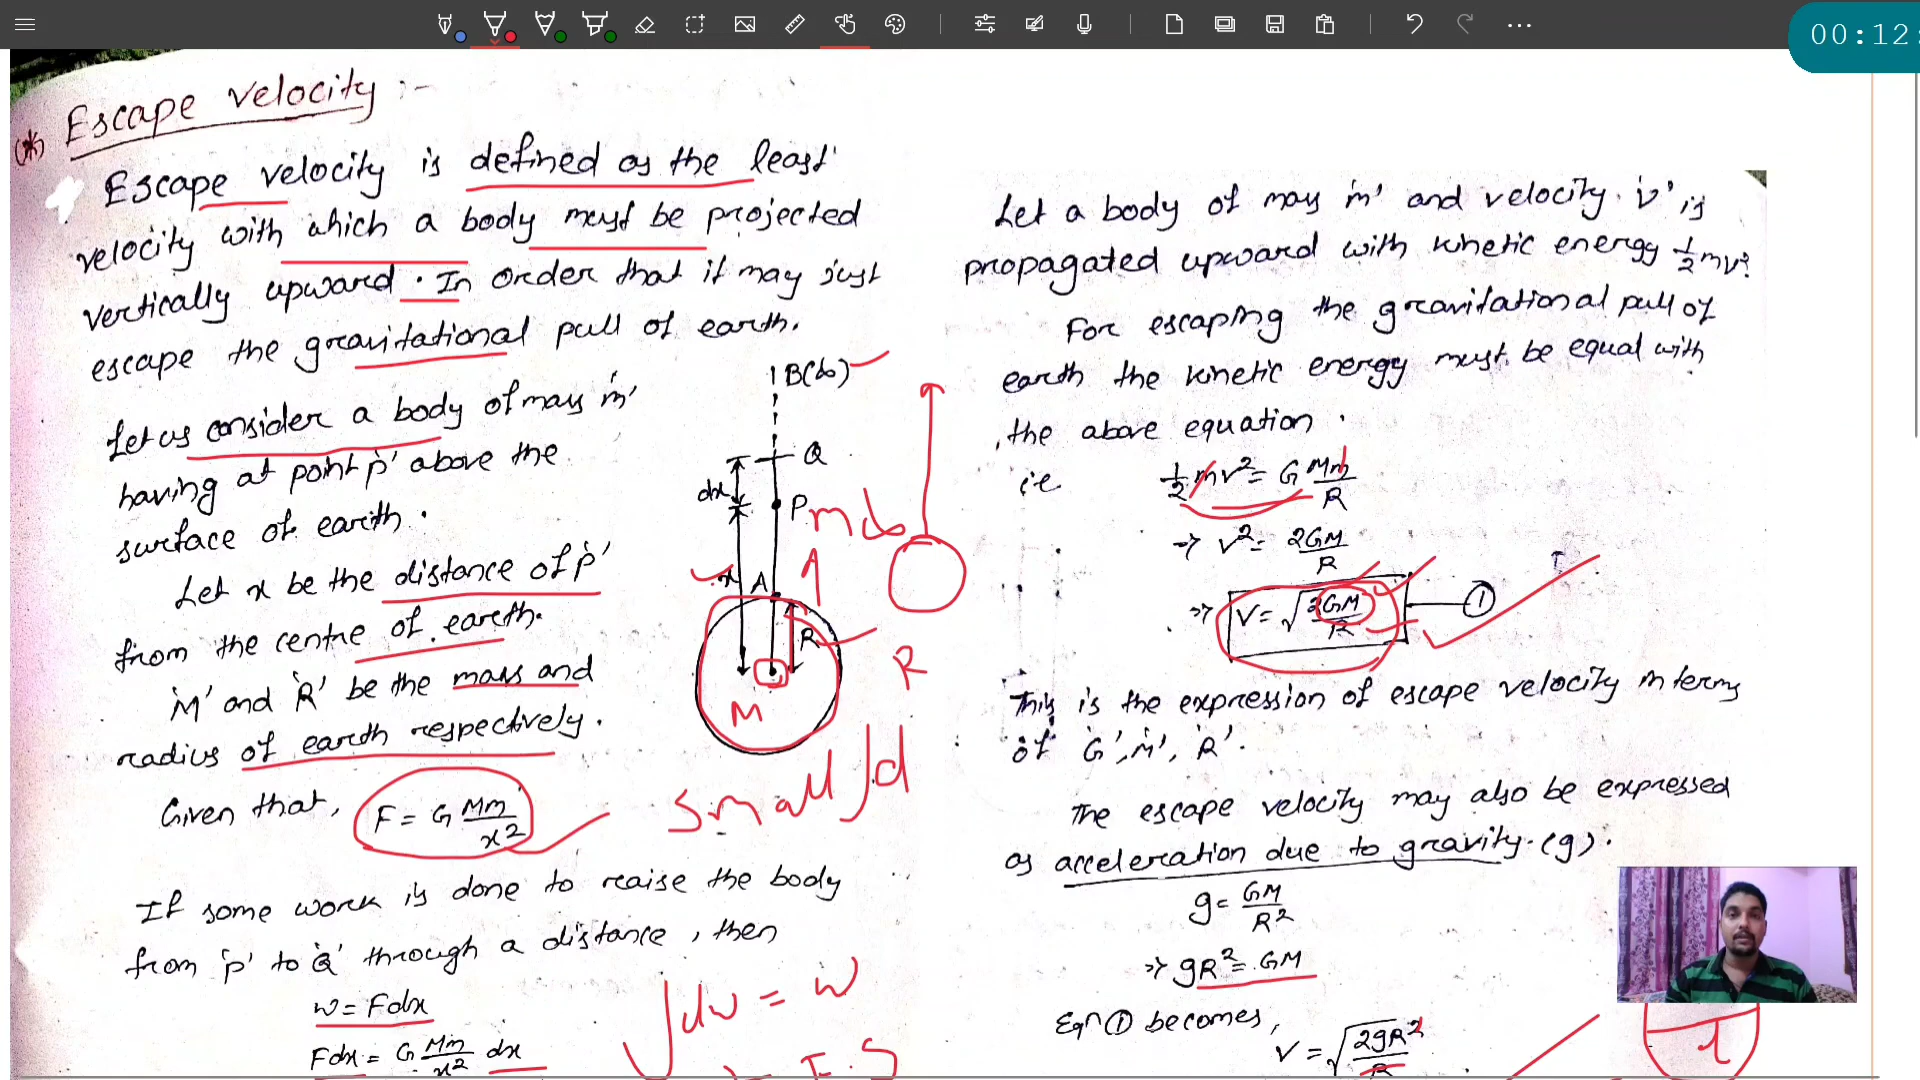 00:12:
(*) Escape velocity :-
Escape velocity is defined as the least
velocity with which a body must be projected
vertically upward. In order that it may just
escape the gravitational pull of earth.
Let us consider a body of mass 'm'
having at point 'p' above the
surface of earth.
Let x be the distance of 'p'
from the centre of earth.
'M' and 'R' be the mass and
radius of earth respectively.
Given that, F = G Mm/x²
If some work is done to reaise the body
from 'p' to 'Q' through a distance, then
w = Fdx
Fdx = G Mm/x² dx
B(∞)
Q
dx
P
m
∞
x
A
A
R
R
M
small
∫d
∫dw = w
F.S
Let a body of mass 'm' and velocity 'v' is
propagated upward with kinetic energy ½mv².
For escaping the gravitational pull of
earth the kinetic energy must be equal with
the above equation.
ie ½mv² = G Mm/R
→ v² = 2GM/R
→ V = √(2GM/R) ①
This is the expression of escape velocity in terms
of 'G', 'M', 'R'.
The escape velocity may also be expressed
as acceleration due to gravity. (g).
g = GM/R²
→ gR² = GM
Eqn ① becomes,
V = √(2gR²/R)